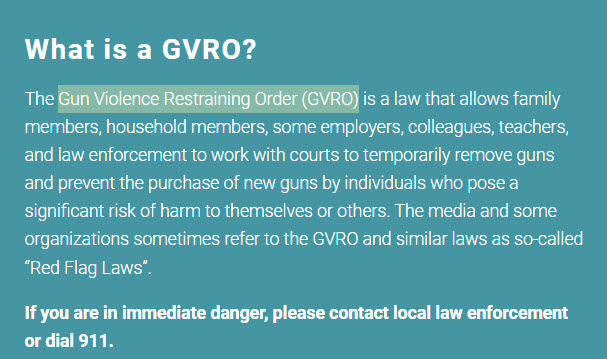 What is a GVRO?
The Gun Violence Restraining Order (GVRO) is a law that allows family
members, household members, some employers, colleagues, teachers,
and law enforcement to work with courts to temporarily remove guns
and prevent the purchase of new guns by individuals who pose a
significant risk of harm to themselves or others. The media and some
organizations sometimes refer to the GVRO and similar laws as so-called
“Red Flag Laws”.
If you are in immediate danger, please contact local law enforcement
or dial 911.